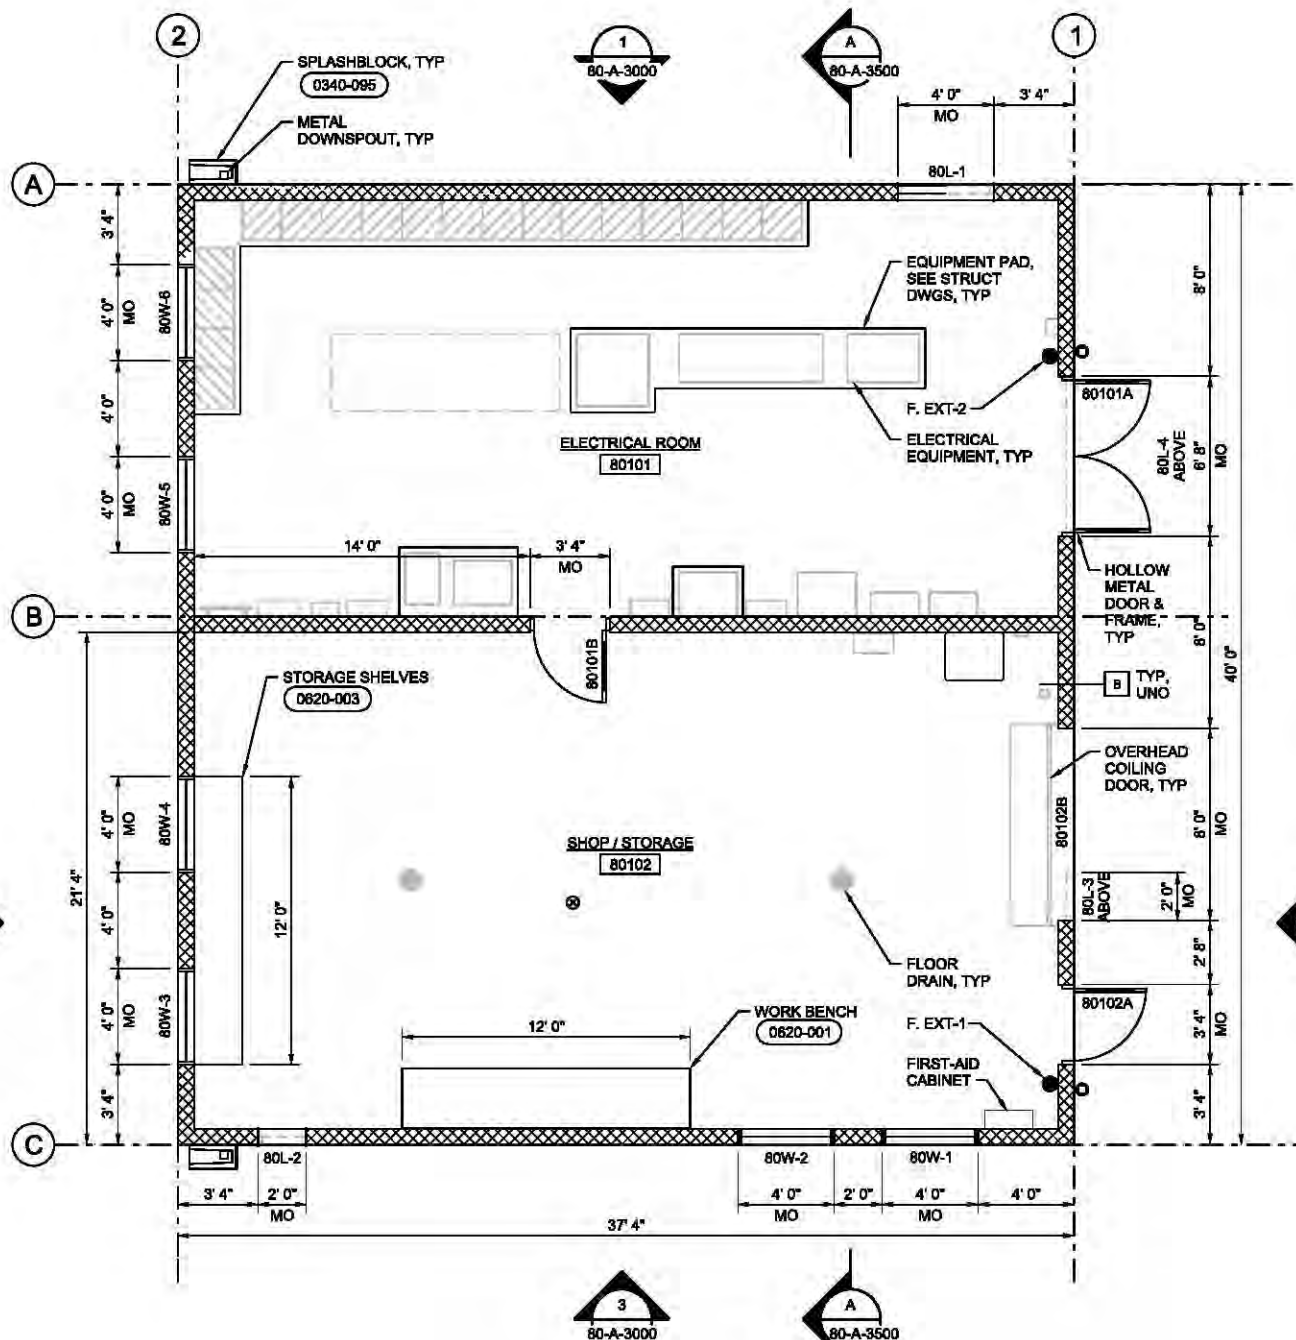 2
1
SPLASHBLOCK, TYP
0340-095
METAL
DOWNSPOUT, TYP
1
80-A-3000
A
80-A-3500
4' 0"
MO
3' 4"
80L-1
A
3' 4"
4' 0"
MO
80W-6
4' 0"
4' 0"
MO
80W-5
EQUIPMENT PAD,
SEE STRUCT
DWGS, TYP
F. EXT-2
ELECTRICAL
EQUIPMENT, TYP
ELECTRICAL ROOM
80101
8' 0"
80101A
80L-4
ABOVE
6' 8"
MO
14' 0"
3' 4"
MO
HOLLOW
METAL
DOOR &
FRAME,
TYP
8' 0"
40' 0"
B
80101B
B
TYP,
UNO
STORAGE SHELVES
0620-003
OVERHEAD
COILING
DOOR, TYP
80102B
8' 0"
MO
4' 0"
MO
80W-4
21' 4"
4' 0"
12' 0"
SHOP / STORAGE
80102
80L-3
ABOVE
2' 0"
MO
4' 0"
MO
80W-3
FLOOR
DRAIN, TYP
2' 8"
80102A
WORK BENCH
0620-001
12' 0"
F. EXT-1
FIRST-AID
CABINET
3' 4"
MO
3' 4"
3' 4"
C
80L-2
80W-2
80W-1
3' 4"
2' 0"
MO
4' 0"
MO
2' 0"
4' 0"
MO
4' 0"
37' 4"
3
80-A-3000
A
80-A-3500